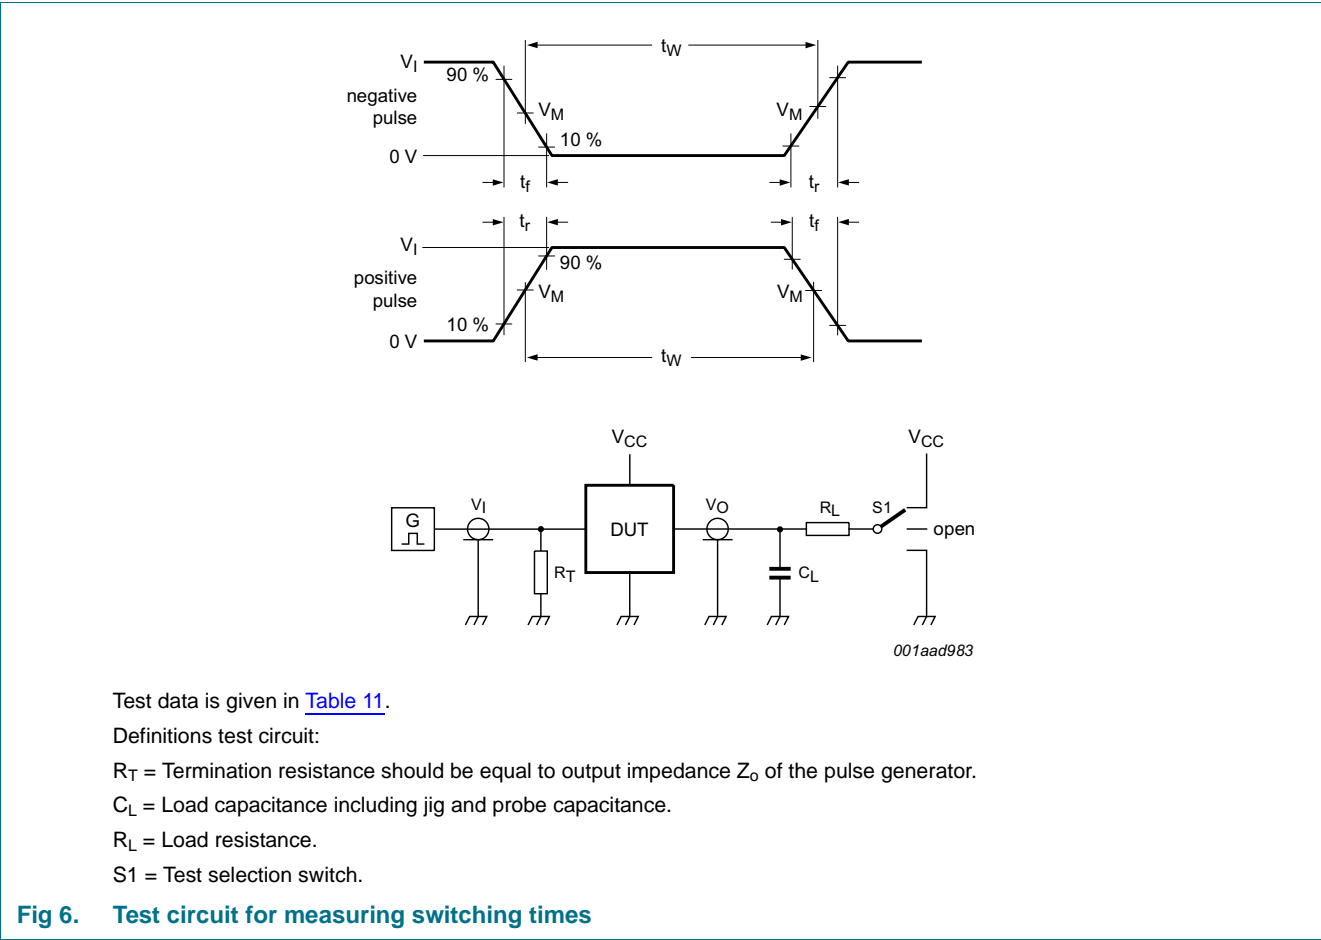 tW
VI
90 %
negative
pulse
VM
VM
10 %
0 V
tf
tr
tr
tf
VI
90 %
positive
pulse
VM
VM
10 %
0 V
tW
VCC
VCC
VI
VO
RL
S1
G
DUT
open
RT
CL
001aad983
Test data is given in Table 11.
Definitions test circuit:
RT = Termination resistance should be equal to output impedance Zo of the pulse generator.
CL = Load capacitance including jig and probe capacitance.
RL = Load resistance.
S1 = Test selection switch.
Fig 6. Test circuit for measuring switching times